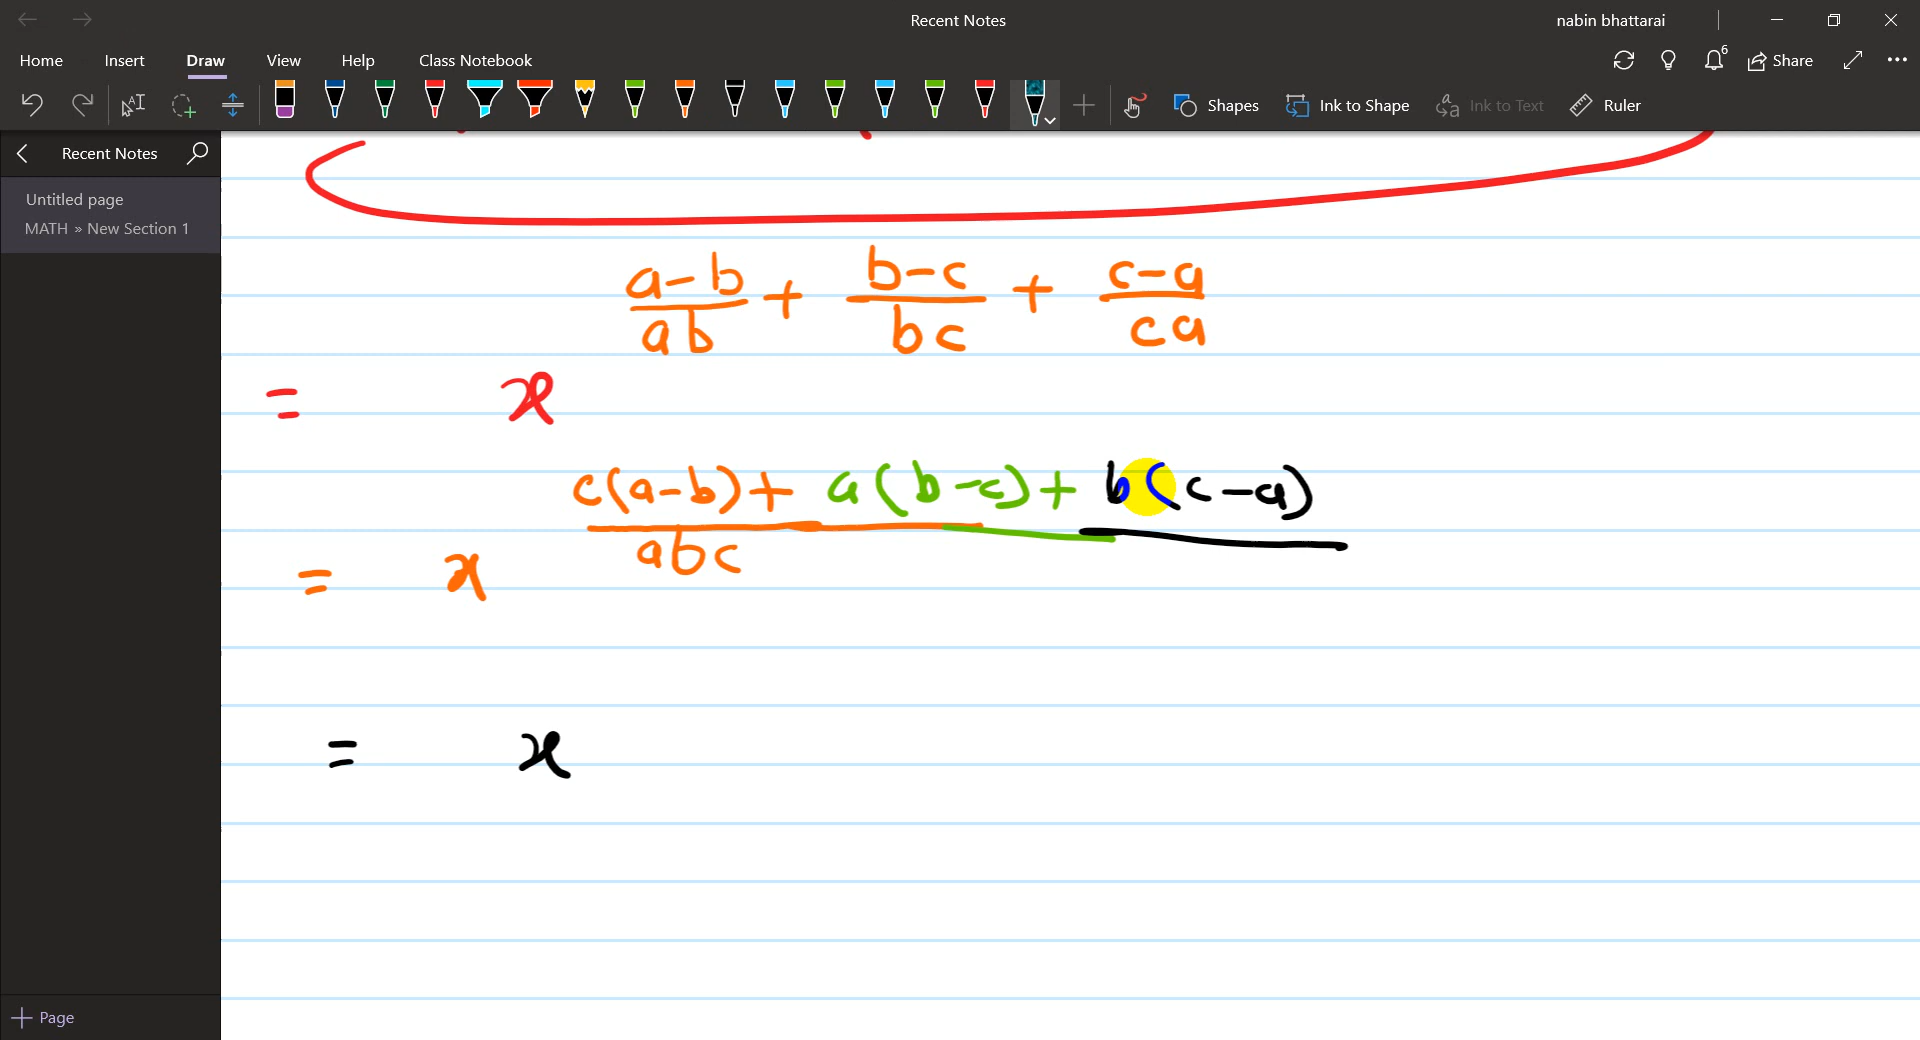 Recent Notes
nabin bhattarai
Home Insert Draw View Help Class Notebook
6 Share
Shapes Ink to Shape Ink to Text Ruler
Recent Notes
Untitled page
MATH » New Section 1
a-b/ab + b-c/bc + c-a/ca
= x
c(a-b) + a(b-c) + b(c-a)
abc
= x
= x
Page